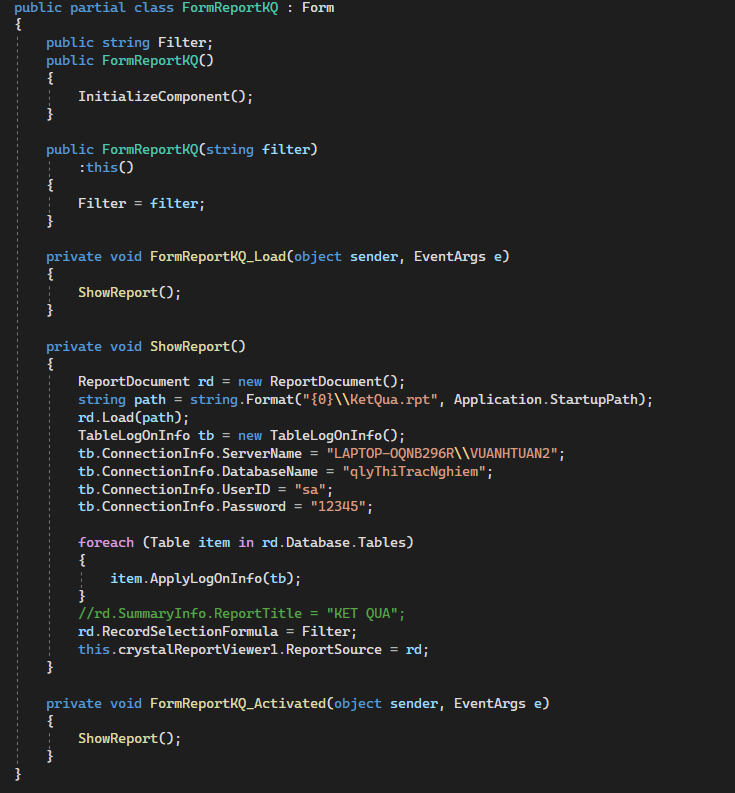 public partial class FormReportKQ : Form
{
public string Filter;
public FormReportKQ()
{
InitializeComponent();
}
public FormReportKQ(string filter)
:this()
{
Filter = filter;
}
private void FormReportKQ_Load(object sender, EventArgs e)
{
ShowReport();
}
private void ShowReport()
{
ReportDocument rd = new ReportDocument();
string path = string.Format("{0}\\KetQua.rpt", Application.StartupPath);
rd.Load(path);
TableLogOnInfo tb = new TableLogOnInfo();
tb.ConnectionInfo.ServerName = "LAPTOP-OQNB296R\\VUANHTUAN2";
tb.ConnectionInfo.DatabaseName = "qlyThiTracNghiem";
tb.ConnectionInfo.UserID = "sa";
tb.ConnectionInfo.Password = "12345";
foreach (Table item in rd.Database.Tables)
{
item.ApplyLogOnInfo(tb);
}
//rd.SummaryInfo.ReportTitle = "KET QUA";
rd.RecordSelectionFormula = Filter;
this.crystalReportViewer1.ReportSource = rd;
}
private void FormReportKQ_Activated(object sender, EventArgs e)
{
ShowReport();
}
}